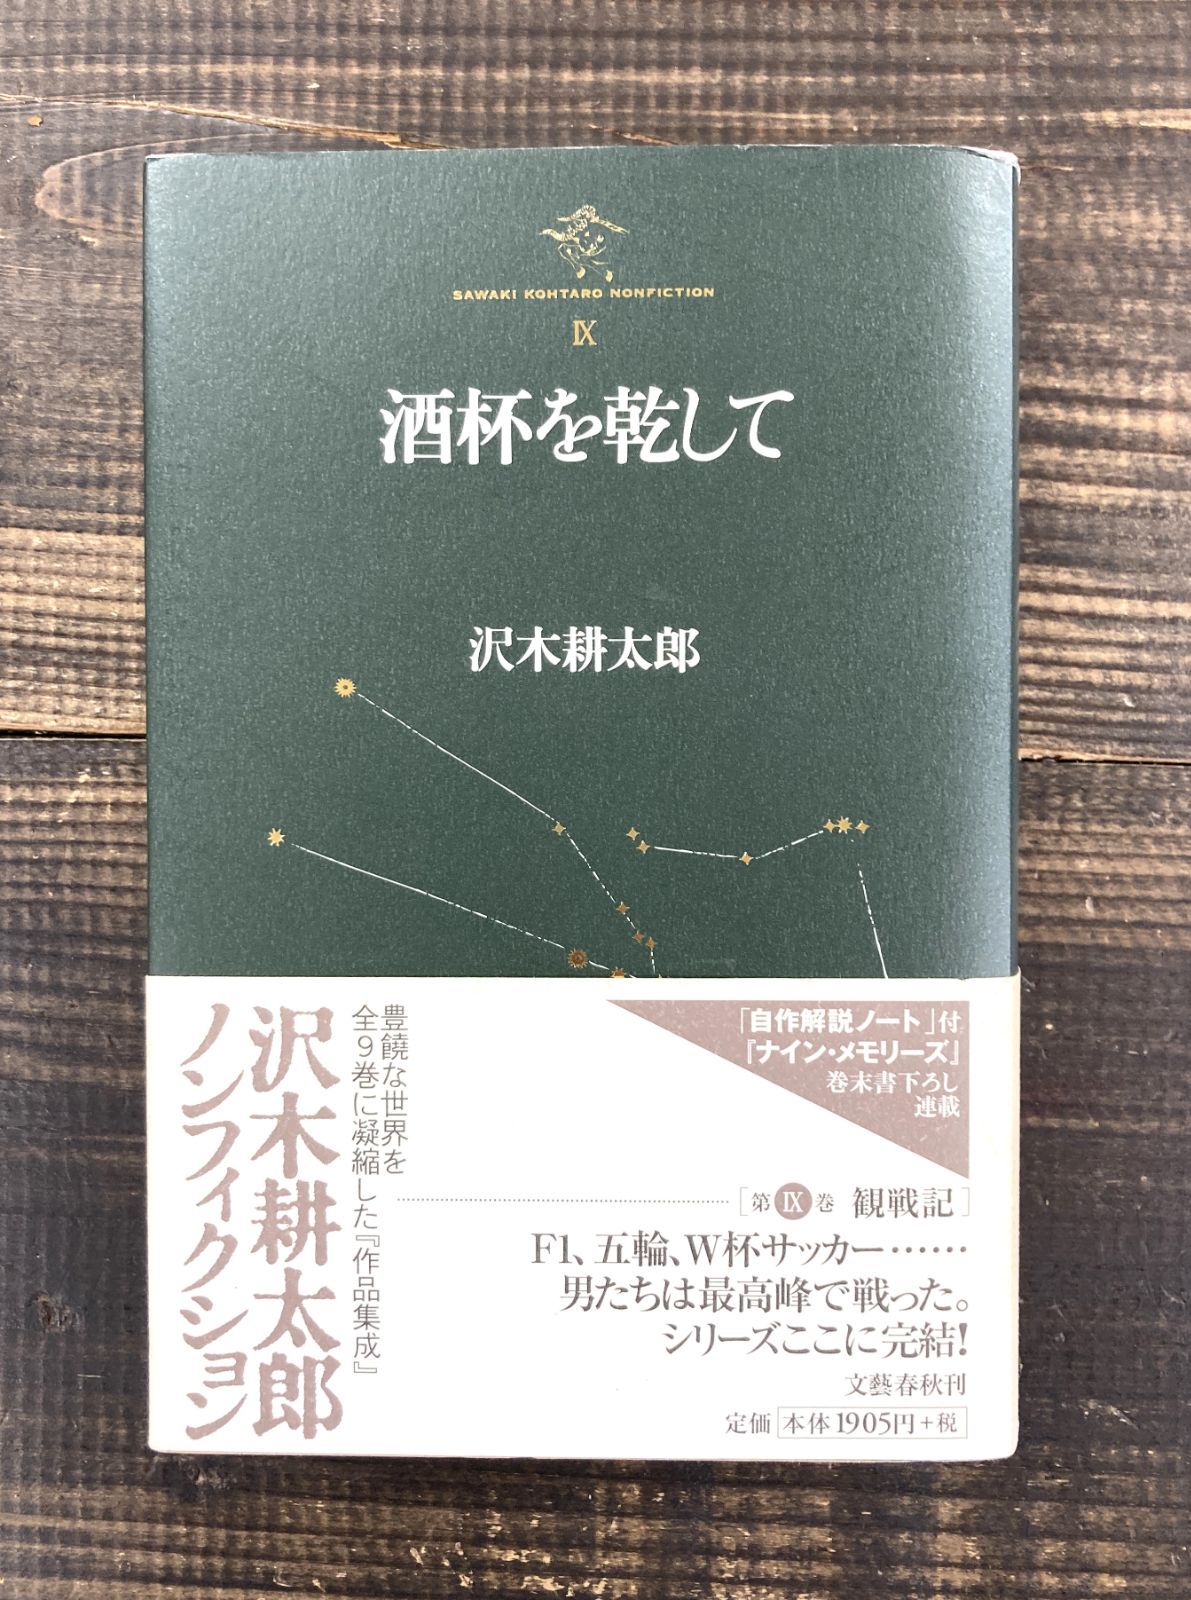 SAWAKI KOHTARO NONFICTION
Ⅸ
酒杯を乾して
沢木耕太郎
「自作解説ノート」付
『ナイン・メモリーズ』
巻末書下ろし
連載
豊饒な世界を
全9巻に凝縮した『作品集成』
沢木耕太郎
ノンフィクション
[第Ⅸ巻 観戦記]
F1、五輪、W杯サッカー……
男たちは最高峰で戦った。
シリーズここに完結!
文藝春秋刊
定価 本体1905円+税